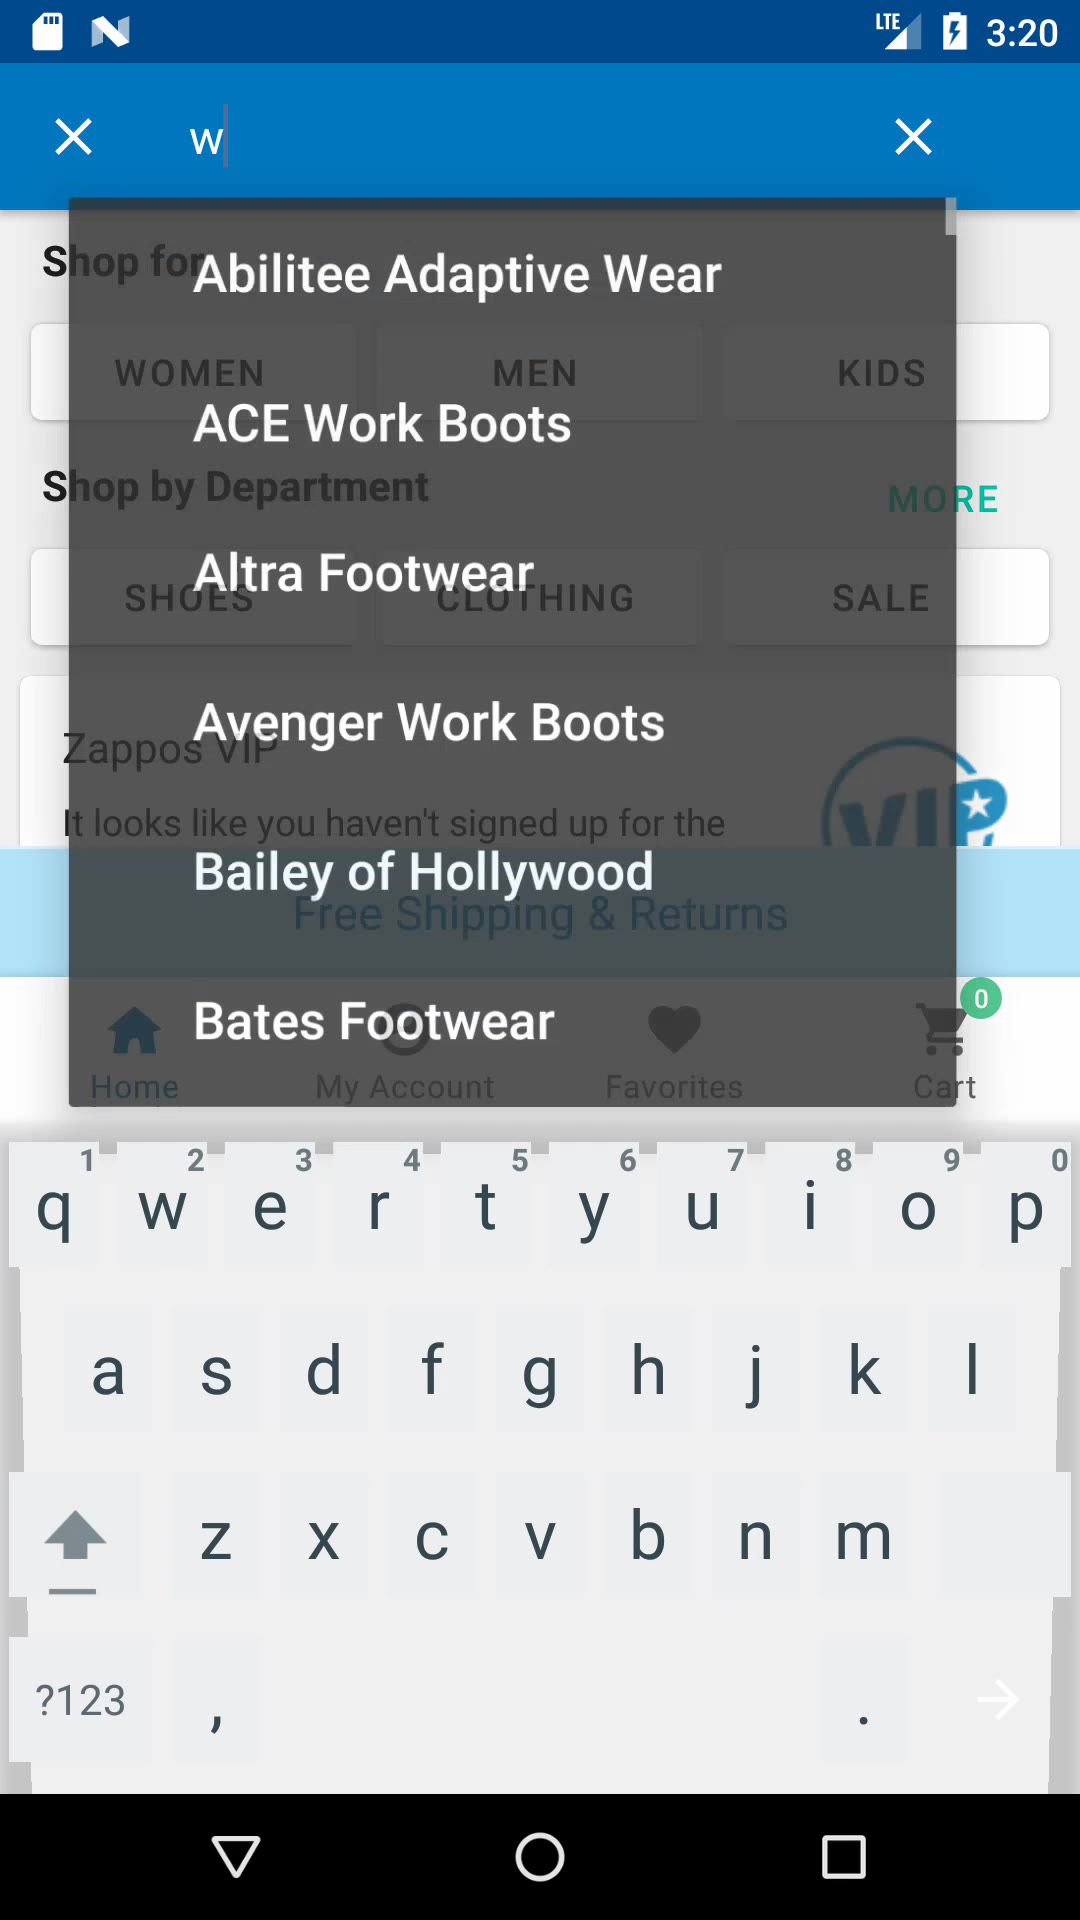 LTE 3:20
w
Shop for
Abilitee Adaptive Wear
WOMEN MEN KIDS
ACE Work Boots
Shop by Department MORE
Altra Footwear
SHOES CLOTHING SALE
Avenger Work Boots
Zappos VIP
VIP
It looks like you haven't signed up for the
Bailey of Hollywood
Free Shipping & Returns
0
Bates Footwear
Home My Account Favorites Cart
1 2 3 4 5 6 7 8 9 0
q w e r t y u i o p
a s d f g h j k l
z x c v b n m
?123 , .